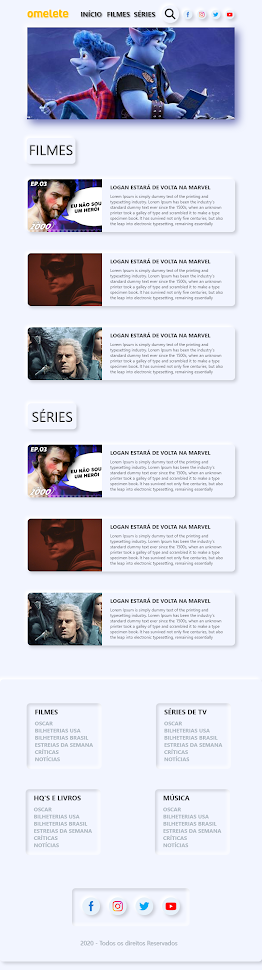 omelete
INÍCIO FILMES SÉRIES
FILMES
EP.03
EU NÃO SOU
UM HERÓI
LOGAN ESTARÁ DE VOLTA NA MARVEL
Lorem Ipsum is simply dummy text of the printing and
typesetting industry. Lorem Ipsum has been the industry's
standard dummy text ever since the 1500s, when an unknown
printer took a galley of type and scrambled it to make a type
specimen book. It has survived not only five centuries, but also
the leap into electronic typesetting, remaining essentially
LOGAN ESTARÁ DE VOLTA NA MARVEL
Lorem Ipsum is simply dummy text of the printing and
typesetting industry. Lorem Ipsum has been the industry's
standard dummy text ever since the 1500s, when an unknown
printer took a galley of type and scrambled it to make a type
specimen book. It has survived not only five centuries, but also
the leap into electronic typesetting, remaining essentially
LOGAN ESTARÁ DE VOLTA NA MARVEL
Lorem Ipsum is simply dummy text of the printing and
typesetting industry. Lorem Ipsum has been the industry's
standard dummy text ever since the 1500s, when an unknown
printer took a galley of type and scrambled it to make a type
specimen book. It has survived not only five centuries, but also
the leap into electronic typesetting, remaining essentially
SÉRIES
EP.03
EU NÃO SOU
UM HERÓI
LOGAN ESTARÁ DE VOLTA NA MARVEL
Lorem Ipsum is simply dummy text of the printing and
typesetting industry. Lorem Ipsum has been the industry's
standard dummy text ever since the 1500s, when an unknown
printer took a galley of type and scrambled it to make a type
specimen book. It has survived not only five centuries, but also
the leap into electronic typesetting, remaining essentially
LOGAN ESTARÁ DE VOLTA NA MARVEL
Lorem Ipsum is simply dummy text of the printing and
typesetting industry. Lorem Ipsum has been the industry's
standard dummy text ever since the 1500s, when an unknown
printer took a galley of type and scrambled it to make a type
specimen book. It has survived not only five centuries, but also
the leap into electronic typesetting, remaining essentially
LOGAN ESTARÁ DE VOLTA NA MARVEL
Lorem Ipsum is simply dummy text of the printing and
typesetting industry. Lorem Ipsum has been the industry's
standard dummy text ever since the 1500s, when an unknown
printer took a galley of type and scrambled it to make a type
specimen book. It has survived not only five centuries, but also
the leap into electronic typesetting, remaining essentially
FILMES
OSCAR
BILHETERIAS USA
BILHETERIAS BRASIL
ESTREIAS DA SEMANA
CRÍTICAS
NOTÍCIAS
SÉRIES DE TV
OSCAR
BILHETERIAS USA
BILHETERIAS BRASIL
ESTREIAS DA SEMANA
CRÍTICAS
NOTÍCIAS
HQ'S E LIVROS
OSCAR
BILHETERIAS USA
BILHETERIAS BRASIL
ESTREIAS DA SEMANA
CRÍTICAS
NOTÍCIAS
MÚSICA
OSCAR
BILHETERIAS USA
BILHETERIAS BRASIL
ESTREIAS DA SEMANA
CRÍTICAS
NOTÍCIAS
2020 - Todos os direitos Reservados